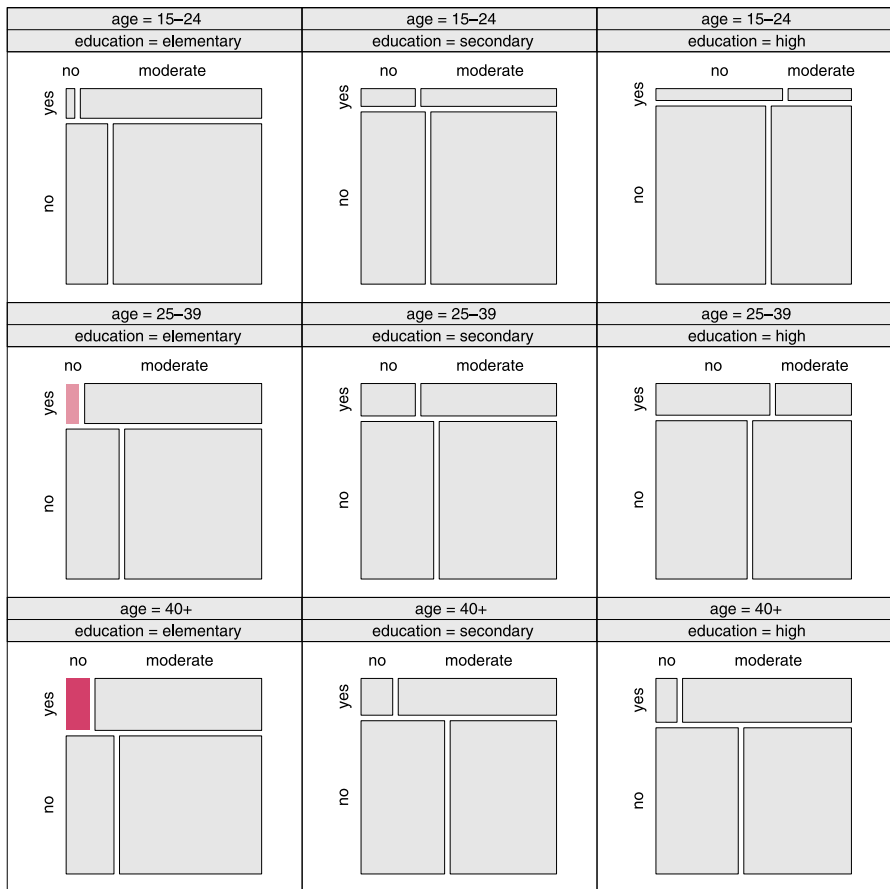 age = 15–24
education = elementary
no moderate
yes
no
age = 15–24
education = secondary
no moderate
yes
no
age = 15–24
education = high
no moderate
yes
no
age = 25–39
education = elementary
no moderate
yes
no
age = 25–39
education = secondary
no moderate
yes
no
age = 25–39
education = high
no moderate
yes
no
age = 40+
education = elementary
no moderate
yes
no
age = 40+
education = secondary
no moderate
yes
no
age = 40+
education = high
no moderate
yes
no